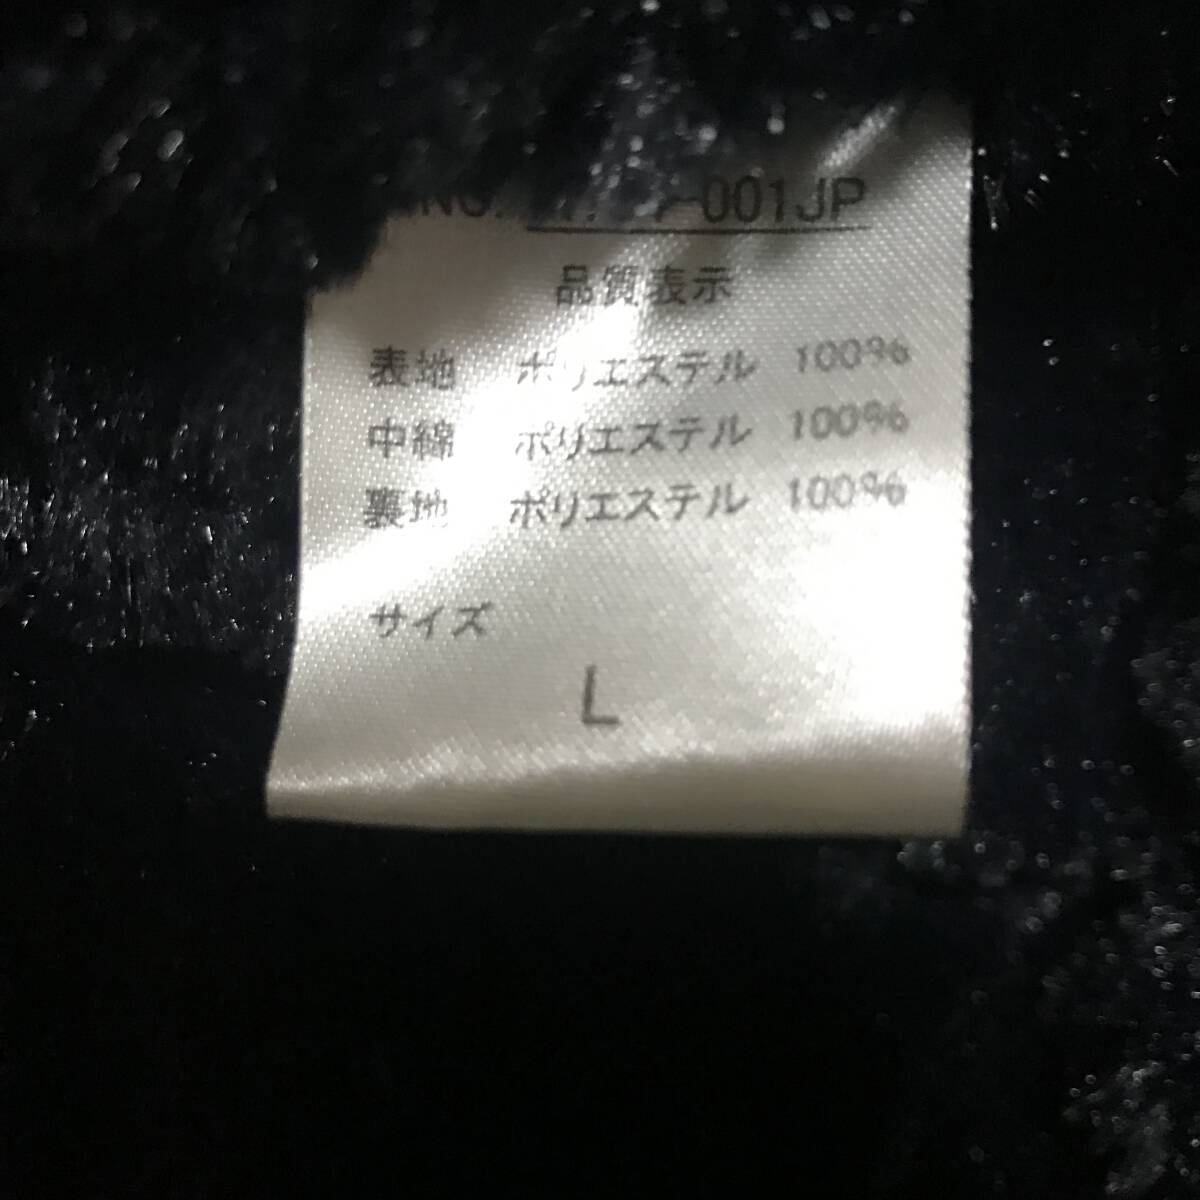 -001JP
品質表示
表地 ポリエステル 100%
中綿 ポリエステル 100%
裏地 ポリエステル 100%
サイズ
L